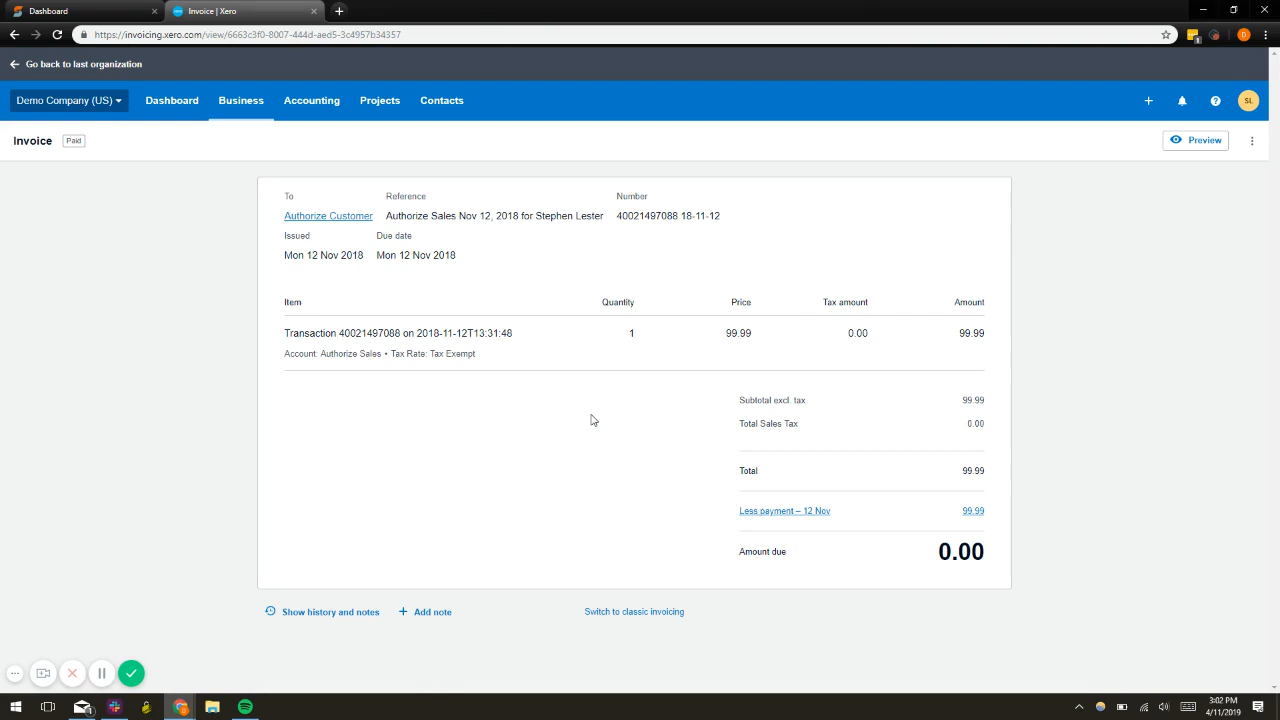 Dashboard
Invoice | Xero
https://invoicing.xero.com/view/6663c3f0-8007-444d-aed5-3c4957b34357
Go back to last organization
Demo Company (US) Dashboard Business Accounting Projects Contacts SL
Invoice Paid Preview
To Reference Number
Authorize Customer Authorize Sales Nov 12, 2018 for Stephen Lester 40021497088 18-11-12
Issued Due date
Mon 12 Nov 2018 Mon 12 Nov 2018
Item Quantity Price Tax amount Amount
Transaction 40021497088 on 2018-11-12T13:31:48 1 99.99 0.00 99.99
Account: Authorize Sales • Tax Rate: Tax Exempt
Subtotal excl. tax 99.99
Total Sales Tax 0.00
Total 99.99
Less payment – 12 Nov 99.99
Amount due 0.00
Show history and notes + Add note Switch to classic invoicing
3:02 PM
4/11/2019